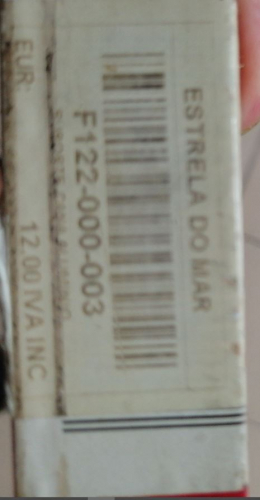 ESTRELA DO MAR
F122-000-003
EUR: 12.00 IVA INC